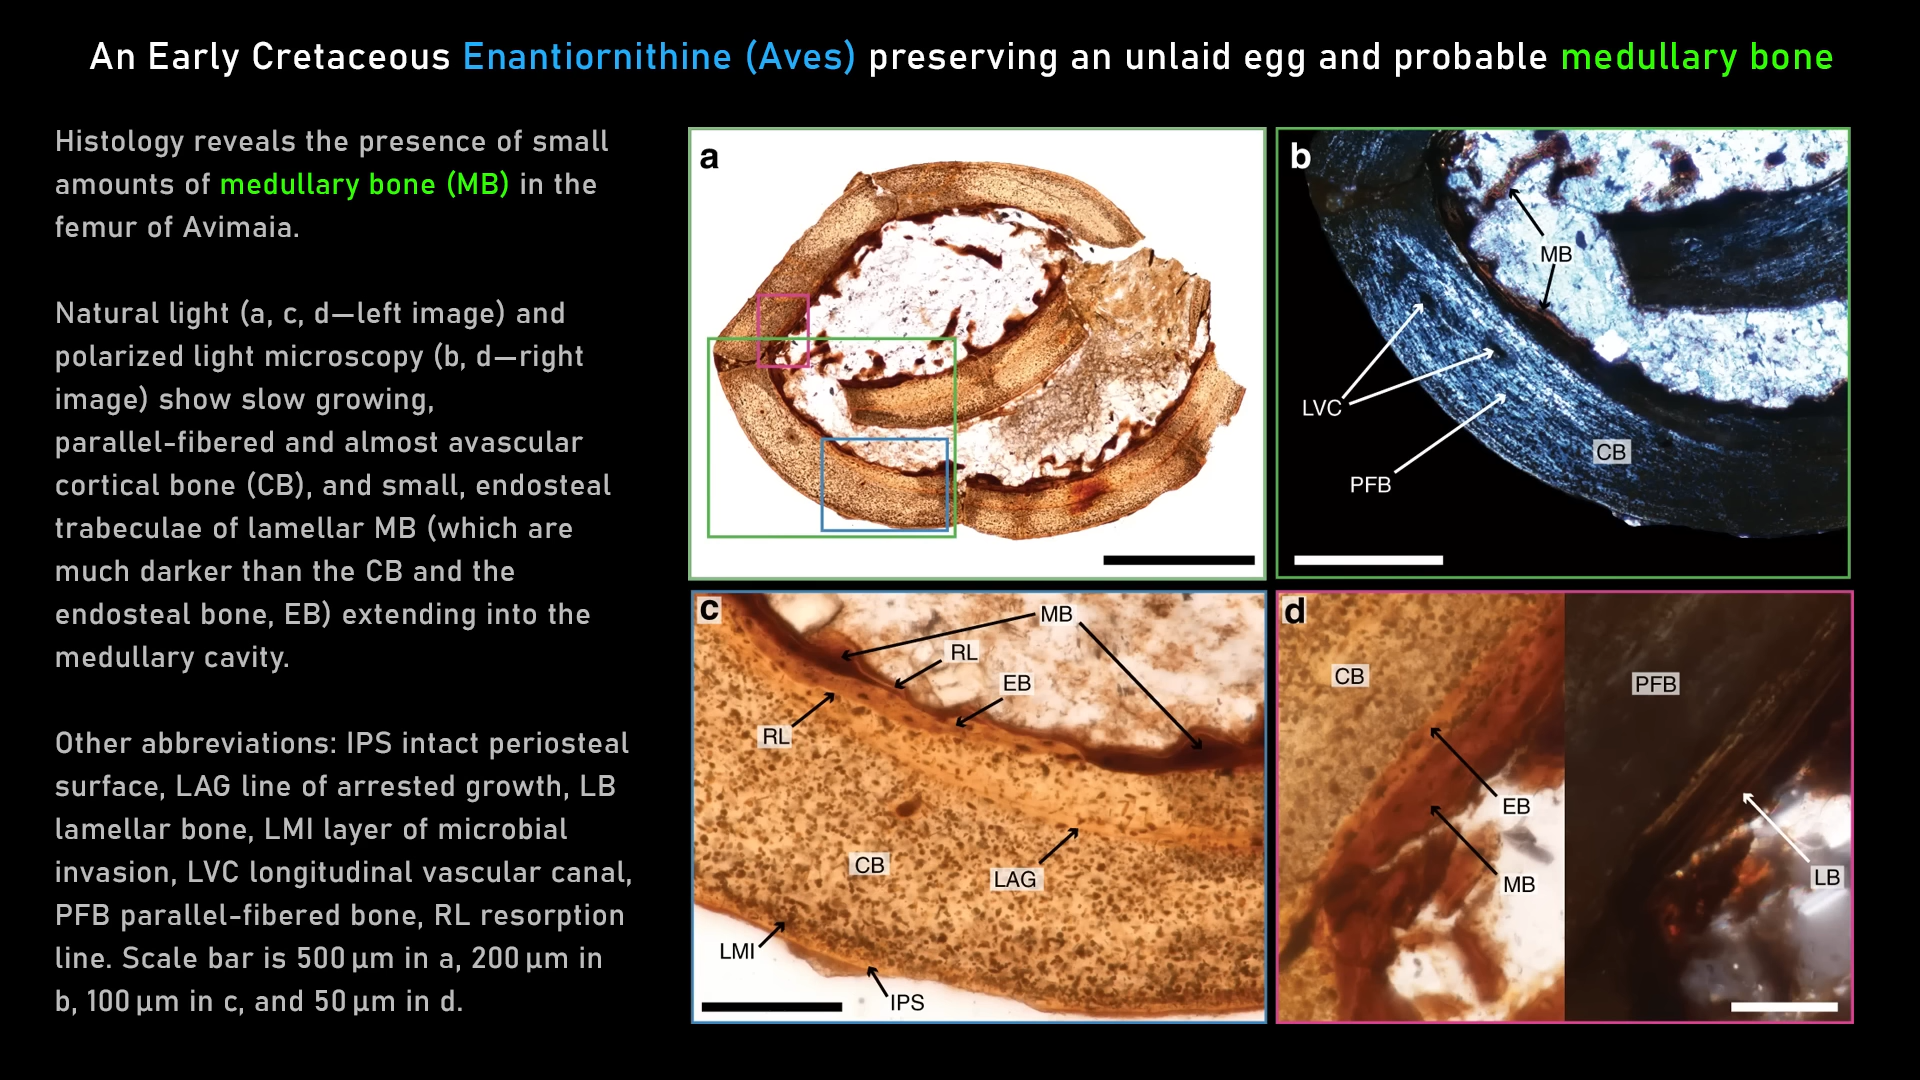 An Early Cretaceous Enantiornithine (Aves) preserving an unlaid egg and probable medullary bone
Histology reveals the presence of small
amounts of medullary bone (MB) in the
femur of Avimaia.
Natural light (a, c, d—left image) and
polarized light microscopy (b, d—right
image) show slow growing,
parallel-fibered and almost avascular
cortical bone (CB), and small, endosteal
trabeculae of lamellar MB (which are
much darker than the CB and the
endosteal bone, EB) extending into the
medullary cavity.
Other abbreviations: IPS intact periosteal
surface, LAG line of arrested growth, LB
lamellar bone, LMI layer of microbial
invasion, LVC longitudinal vascular canal,
PFB parallel-fibered bone, RL resorption
line. Scale bar is 500 µm in a, 200 µm in
b, 100 µm in c, and 50 µm in d.
a
b
MB
LVC
PFB
CB
c
MB
RL
EB
RL
CB
LAG
LMI
IPS
d
CB
PFB
EB
MB
LB